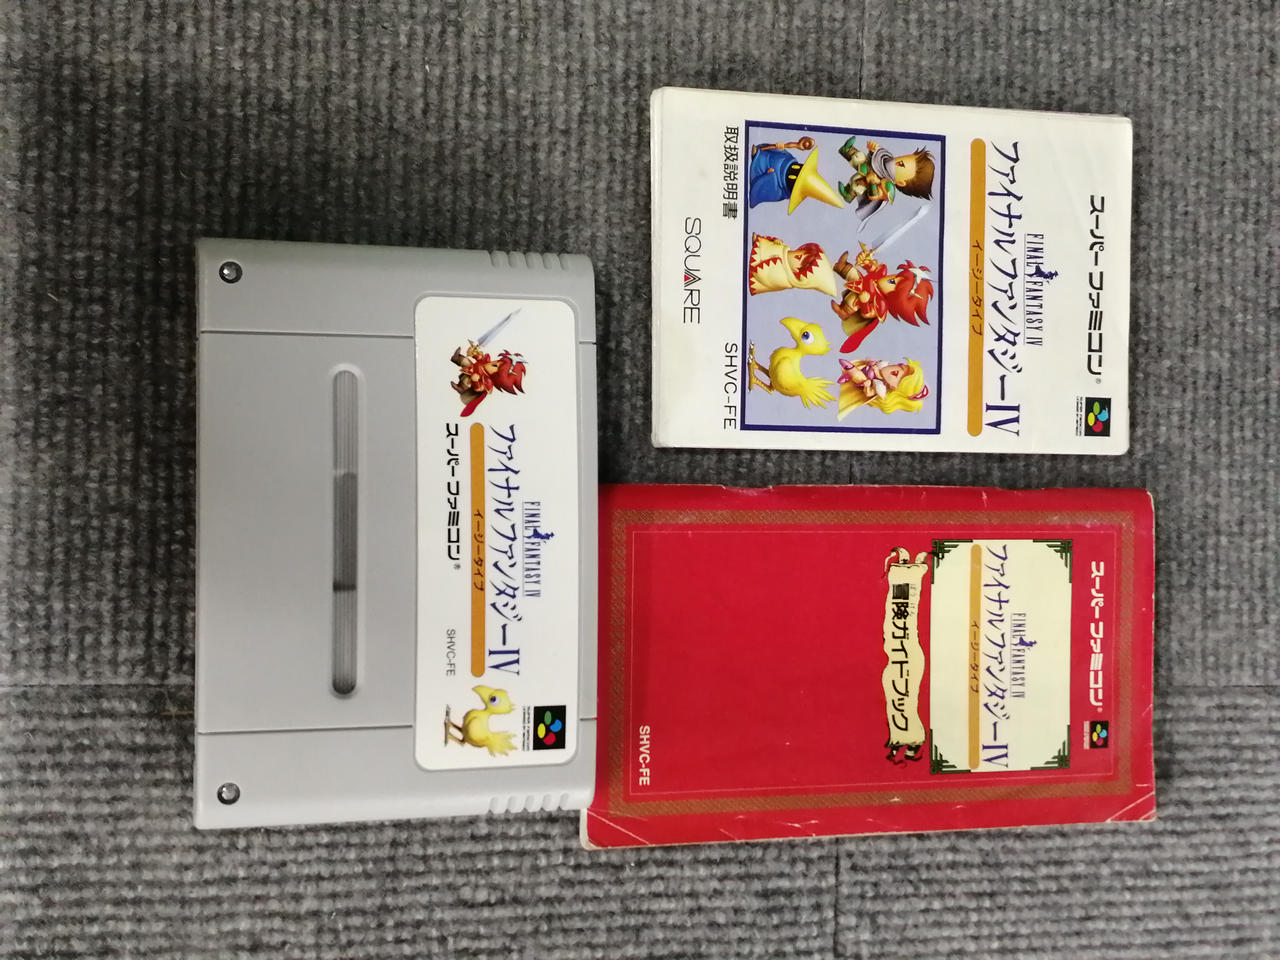 スーパー ファミコン®
FINAL FANTASY IV
ファイナルファンタジーIV
イージータイプ
取扱説明書
SHVC-FE
SQUARE
FINAL FANTASY IV
ファイナルファンタジーIV
イージータイプ
スーパー ファミコン®
SHVC-FE
スーパー ファミコン®
FINAL FANTASY IV
ファイナルファンタジーIV
イージータイプ
ぼう けん
冒険ガイドブック
SHVC-FE